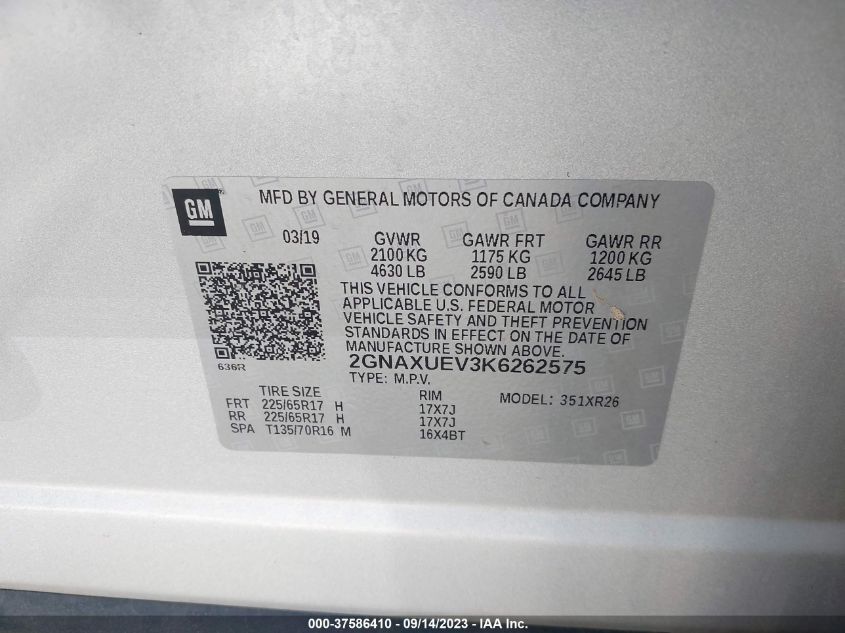 GM
MFD BY GENERAL MOTORS OF CANADA COMPANY
03/19 GVWR GAWR FRT GAWR RR
2100 KG 1175 KG 1200 KG
4630 LB 2590 LB 2645 LB
THIS VEHICLE CONFORMS TO ALL
APPLICABLE U.S. FEDERAL MOTOR
VEHICLE SAFETY AND THEFT PREVENTION
STANDARDS IN EFFECT ON THE DATE OF
MANUFACTURE SHOWN ABOVE.
636R
2GNAXUEV3K6262575
TYPE: M.P.V.
TIRE SIZE RIM MODEL: 351XR26
FRT 225/65R17 H 17X7J
RR 225/65R17 H 17X7J
SPA T135/70R16 M 16X4BT
000-37586410 - 09/14/2023 - IAA Inc.